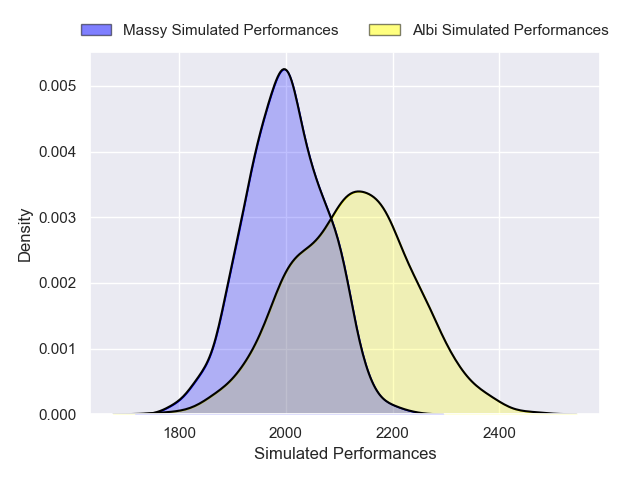 Massy Simulated Performances Albi Simulated Performances
0.005
0.004
0.003
0.002
0.001
0.000
Density
1800 2000 2200 2400
Simulated Performances